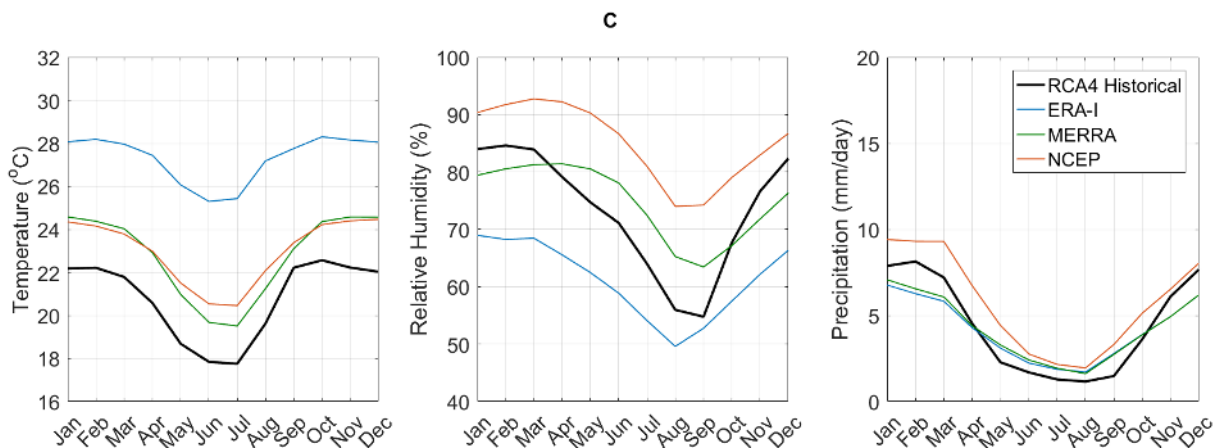 C
Temperature (°C)
32
30
28
26
24
22
20
18
16
Jan Feb Mar Apr May Jun Jul Aug Sep Oct Nov Dec
Relative Humidity (%)
100
90
80
70
60
50
40
Jan Feb Mar Apr May Jun Jul Aug Sep Oct Nov Dec
Precipitation (mm/day)
20
15
10
5
0
Jan Feb Mar Apr May Jun Jul Aug Sep Oct Nov Dec
RCA4 Historical
ERA-I
MERRA
NCEP